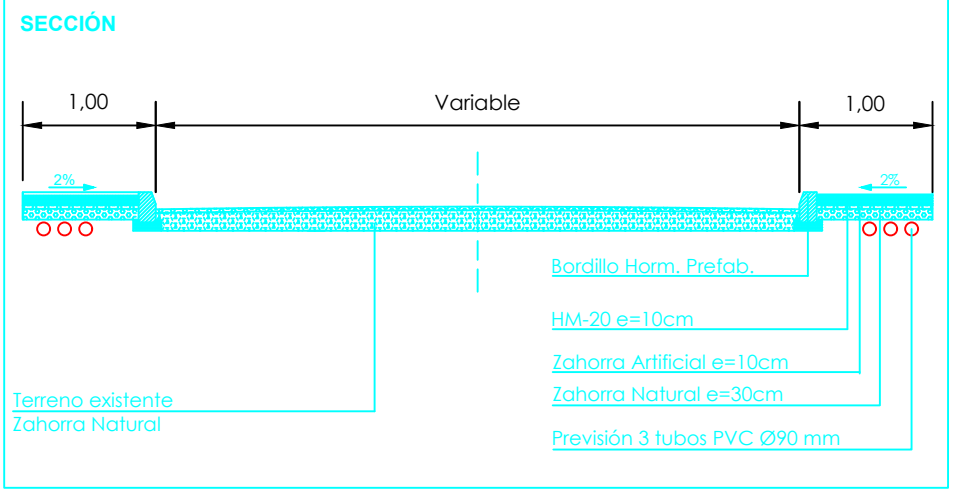 SECCIÓN
1,00
Variable
1,00
2%
2%
Bordillo Horm. Prefab.
HM-20 e=10cm
Zahorra Artificial e=10cm
Zahorra Natural e=30cm
Previsión 3 tubos PVC Ø90 mm
Terreno existente
Zahorra Natural